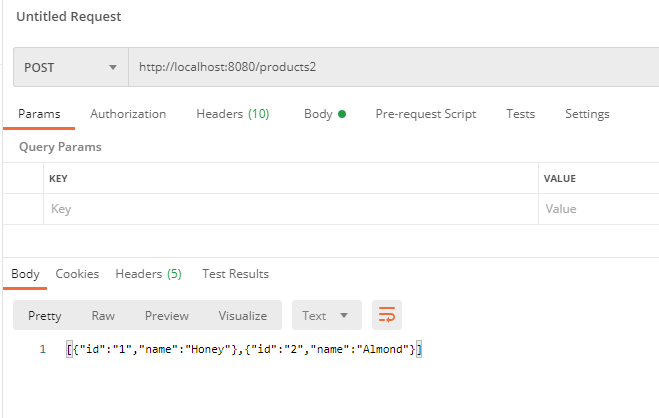 Untitled Request
POST http://localhost:8080/products2
Params Authorization Headers (10) Body Pre-request Script Tests Settings
Query Params
KEY VALUE
Key Value
Body Cookies Headers (5) Test Results
Pretty Raw Preview Visualize Text
1 [{"id":"1","name":"Honey"},{"id":"2","name":"Almond"}]